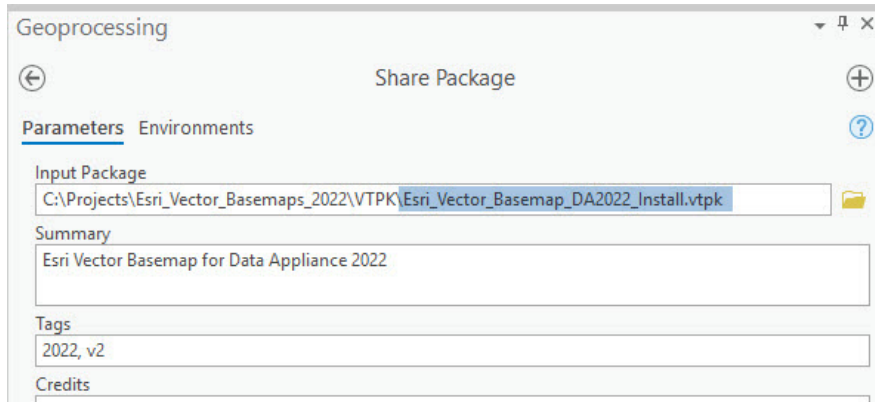 Geoprocessing
Share Package
Parameters Environments
Input Package
C:\Projects\Esri_Vector_Basemaps_2022\VTPK\Esri_Vector_Basemap_DA2022_Install.vtpk
Summary
Esri Vector Basemap for Data Appliance 2022
Tags
2022, v2
Credits